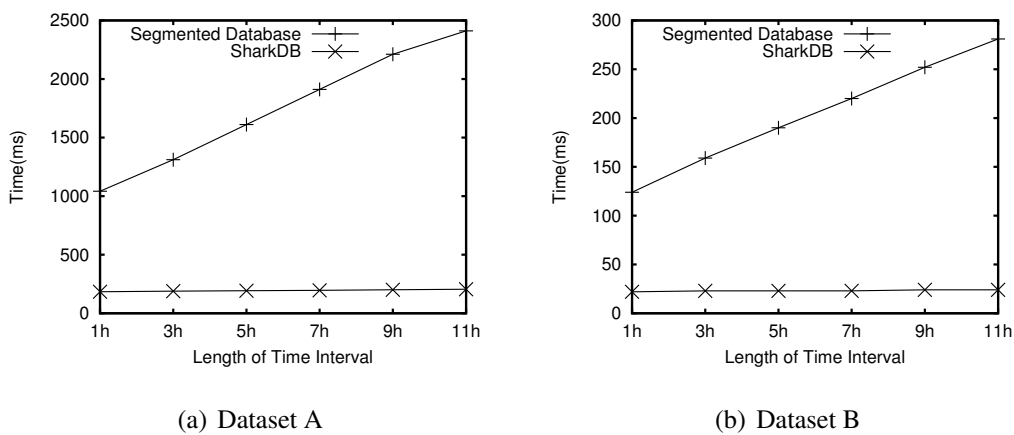 2500
2000
1500
1000
500
0
Time(ms)
Segmented Database
SharkDB
1h 3h 5h 7h 9h 11h
Length of Time Interval
(a) Dataset A
300
250
200
150
100
50
0
Time(ms)
Segmented Database
SharkDB
1h 3h 5h 7h 9h 11h
Length of Time Interval
(b) Dataset B